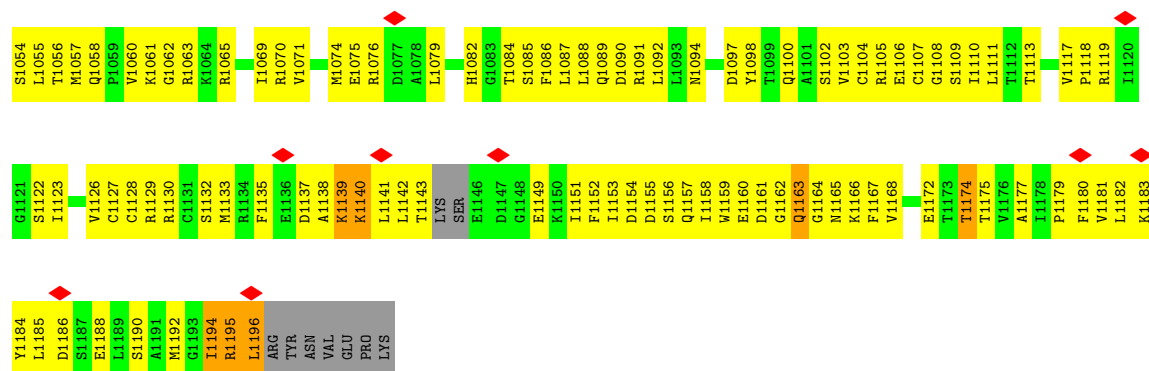 S1054 L1055 T1056 M1057 Q1058 P1059 V1060 K1061 G1062 R1063 K1064 R1065 I1069 R1070 V1071 M1074 E1075 R1076 D1077 A1078 L1079 H1082 G1083 T1084 S1085 F1086 L1087 L1088 Q1089 D1090 R1091 L1092 L1093 N1094 D1097 Y1098 T1099 Q1100 A1101 S1102 V1103 C1104 R1105 E1106 C1107 G1108 S1109 I1110 L1111 T1112 T1113 V1117 P1118 R1119 I1120
G1121 S1122 I1123 V1126 C1127 C1128 R1129 R1130 C1131 S1132 M1133 R1134 F1135 E1136 D1137 A1138 K1139 K1140 L1141 L1142 T1143 LYS SER E1146 D1147 G1148 E1149 K1150 I1151 F1152 I1153 D1154 D1155 S1156 Q1157 I1158 W1159 E1160 D1161 G1162 Q1163 G1164 N1165 K1166 F1167 V1168 E1172 T1173 T1174 T1175 V1176 A1177 I1178 P1179 F1180 V1181 L1182 K1183
Y1184 L1185 D1186 S1187 E1188 L1189 S1190 A1191 M1192 G1193 I1194 R1195 L1196 ARG TYR ASN VAL GLU PRO LYS